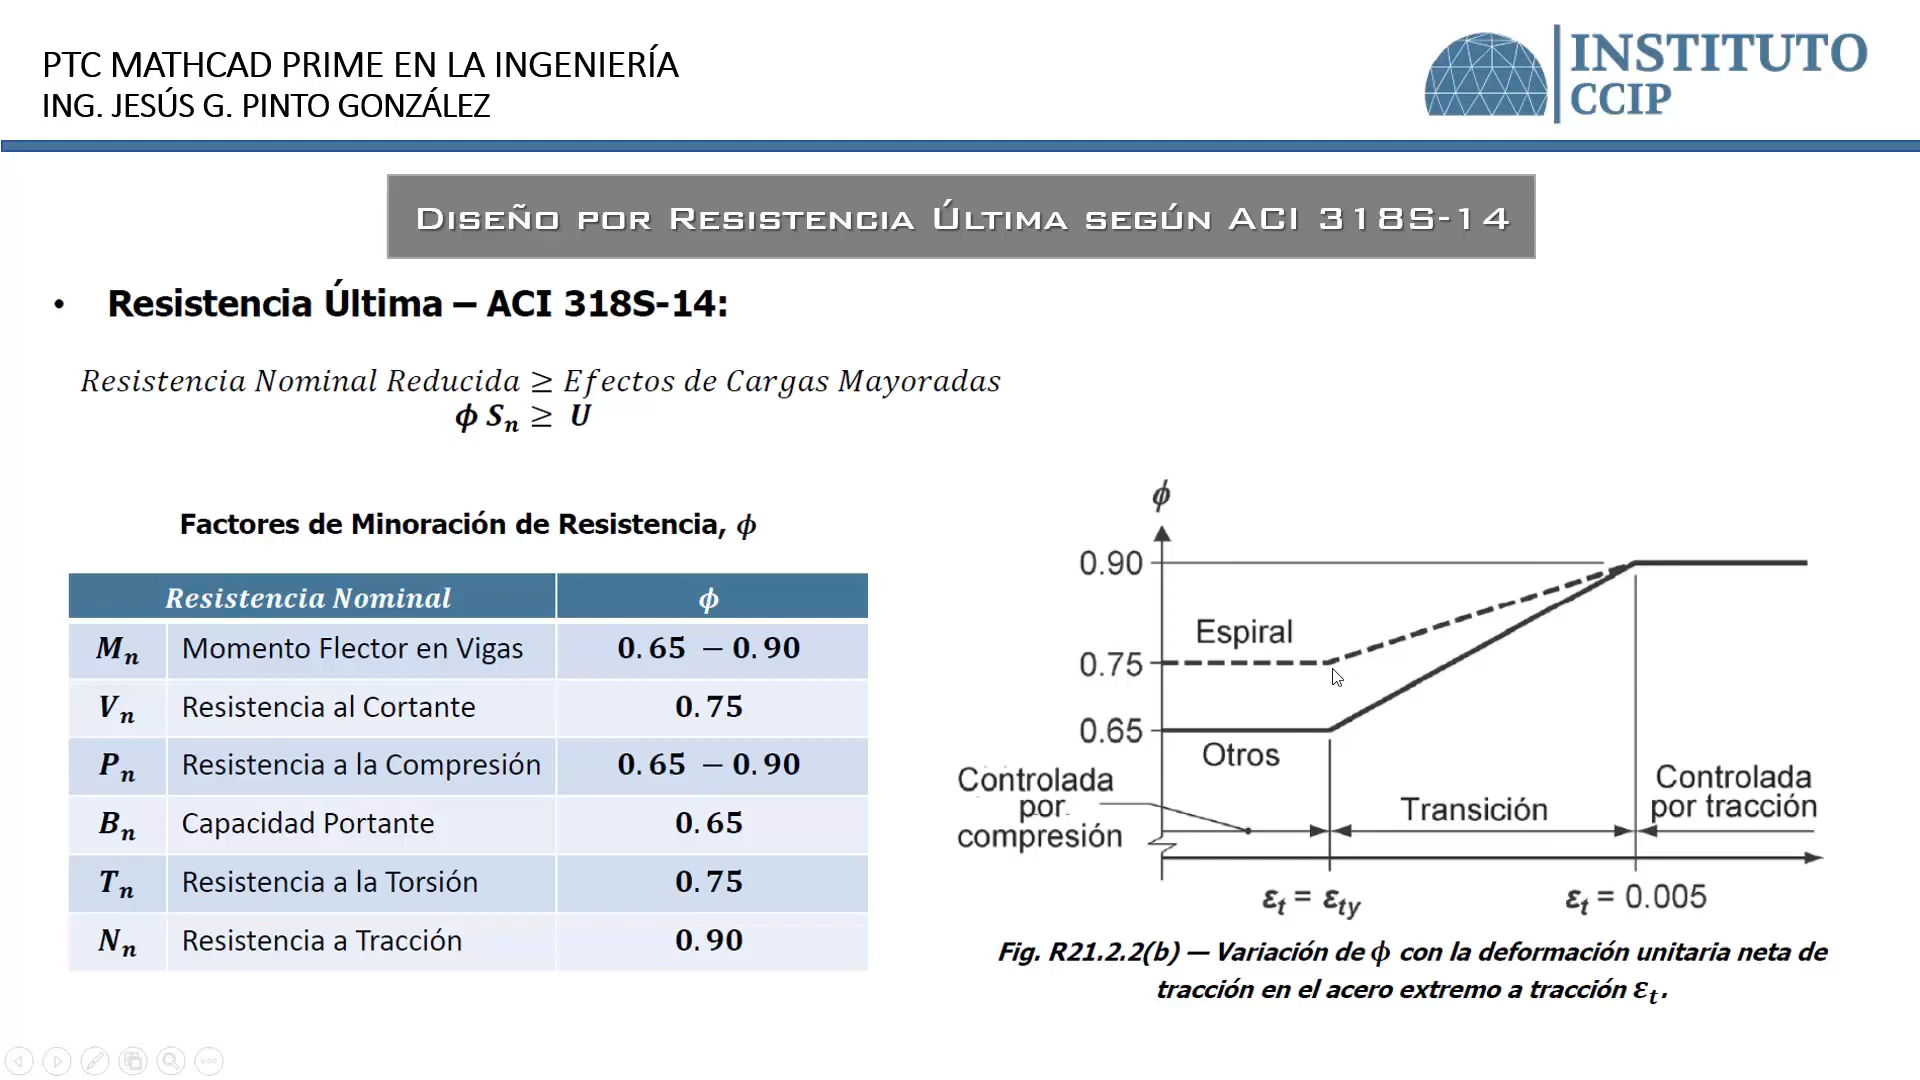 PTC MATHCAD PRIME EN LA INGENIERÍA
ING. JESÚS G. PINTO GONZÁLEZ
INSTITUTO
CCIP
Diseño por Resistencia Última según ACI 318S-14
• Resistencia Última – ACI 318S-14:
Resistencia Nominal Reducida ≥ Efectos de Cargas Mayoradas
ϕ Sn ≥ U
Factores de Minoración de Resistencia, ϕ
Resistencia Nominal ϕ
Mn Momento Flector en Vigas 0.65 − 0.90
Vn Resistencia al Cortante 0.75
Pn Resistencia a la Compresión 0.65 − 0.90
Bn Capacidad Portante 0.65
Tn Resistencia a la Torsión 0.75
Nn Resistencia a Tracción 0.90
ϕ
0.90
Espiral
0.75
0.65
Otros
Controlada
por
compresión
Transición
Controlada
por tracción
εt = εty
εt = 0.005
Fig. R21.2.2(b) — Variación de ϕ con la deformación unitaria neta de
tracción en el acero extremo a tracción εt.